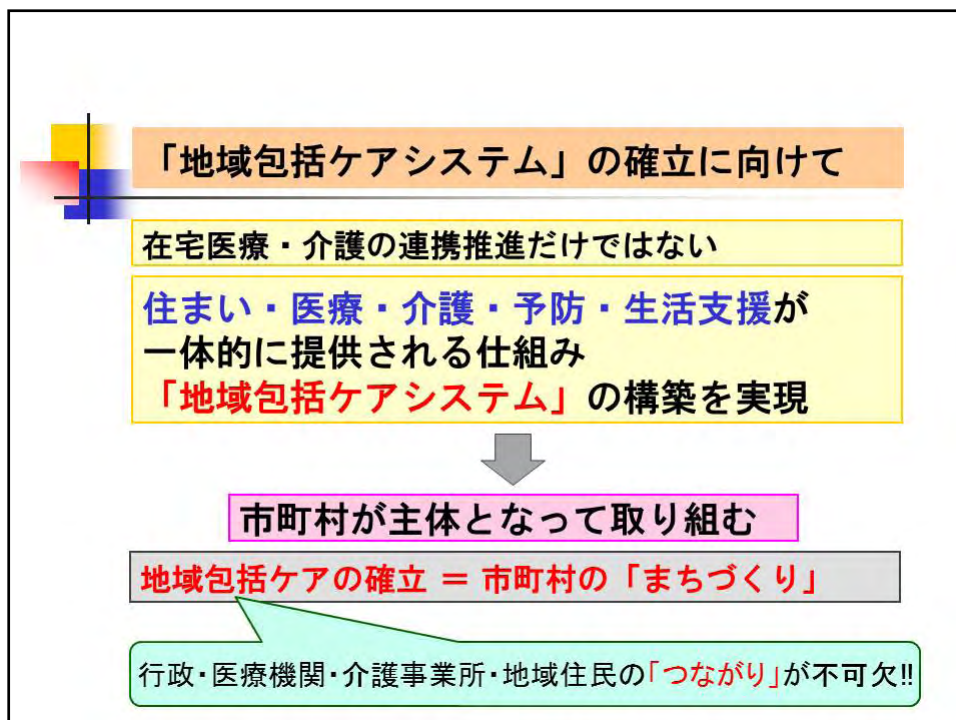 「地域包括ケアシステム」の確立に向けて
在宅医療・介護の連携推進だけではない
住まい・医療・介護・予防・生活支援が
一体的に提供される仕組み
「地域包括ケアシステム」の構築を実現
市町村が主体となって取り組む
地域包括ケアの確立 ＝ 市町村の「まちづくり」
行政・医療機関・介護事業所・地域住民の「つながり」が不可欠!!